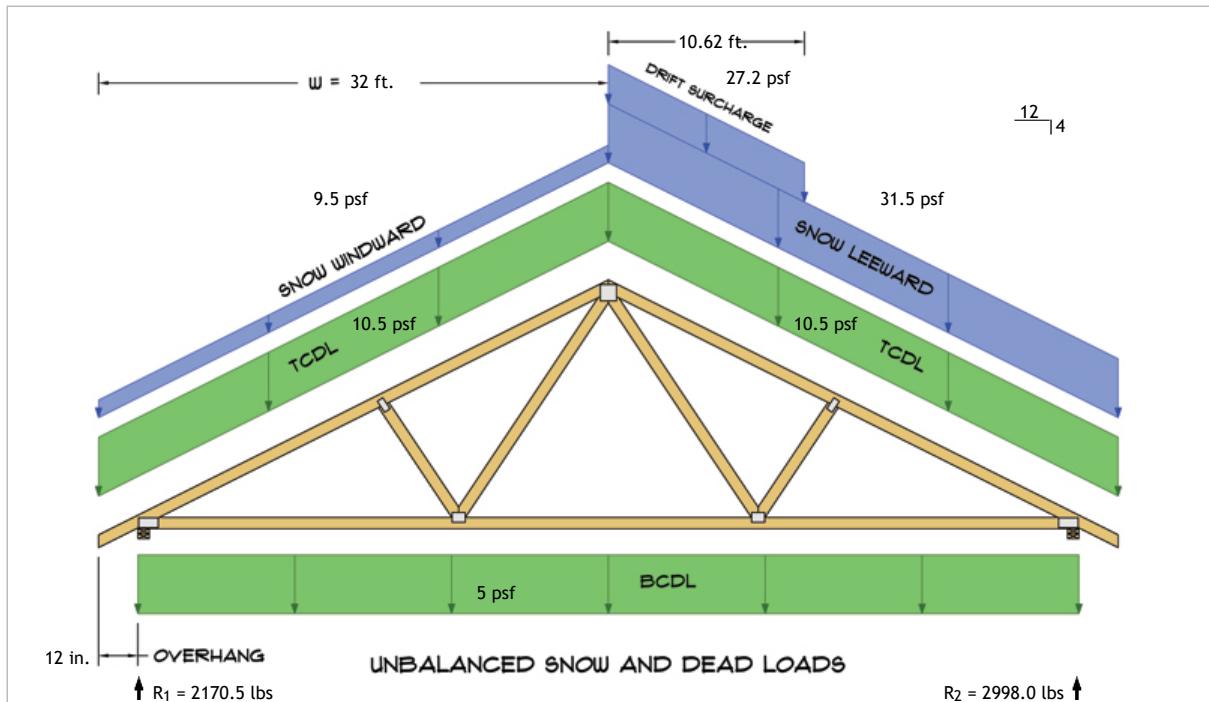 10.62 ft.
W = 32 ft.
DRIFT SURCHARGE
27.2 psf
12
4
9.5 psf
31.5 psf
SNOW WINDWARD
SNOW LEEWARD
10.5 psf
10.5 psf
TCDL
TCDL
BCDL
5 psf
12 in.
OVERHANG
UNBALANCED SNOW AND DEAD LOADS
R1 = 2170.5 lbs
R2 = 2998.0 lbs